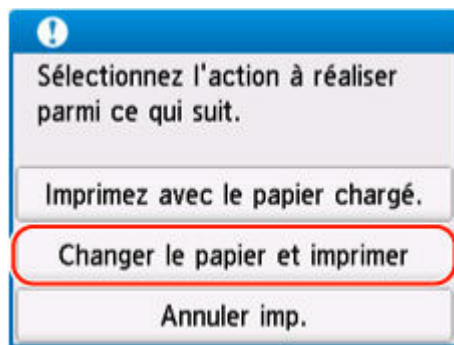 Sélectionnez l'action à réaliser
parmi ce qui suit.
Imprimez avec le papier chargé.
Changer le papier et imprimer
Annuler imp.